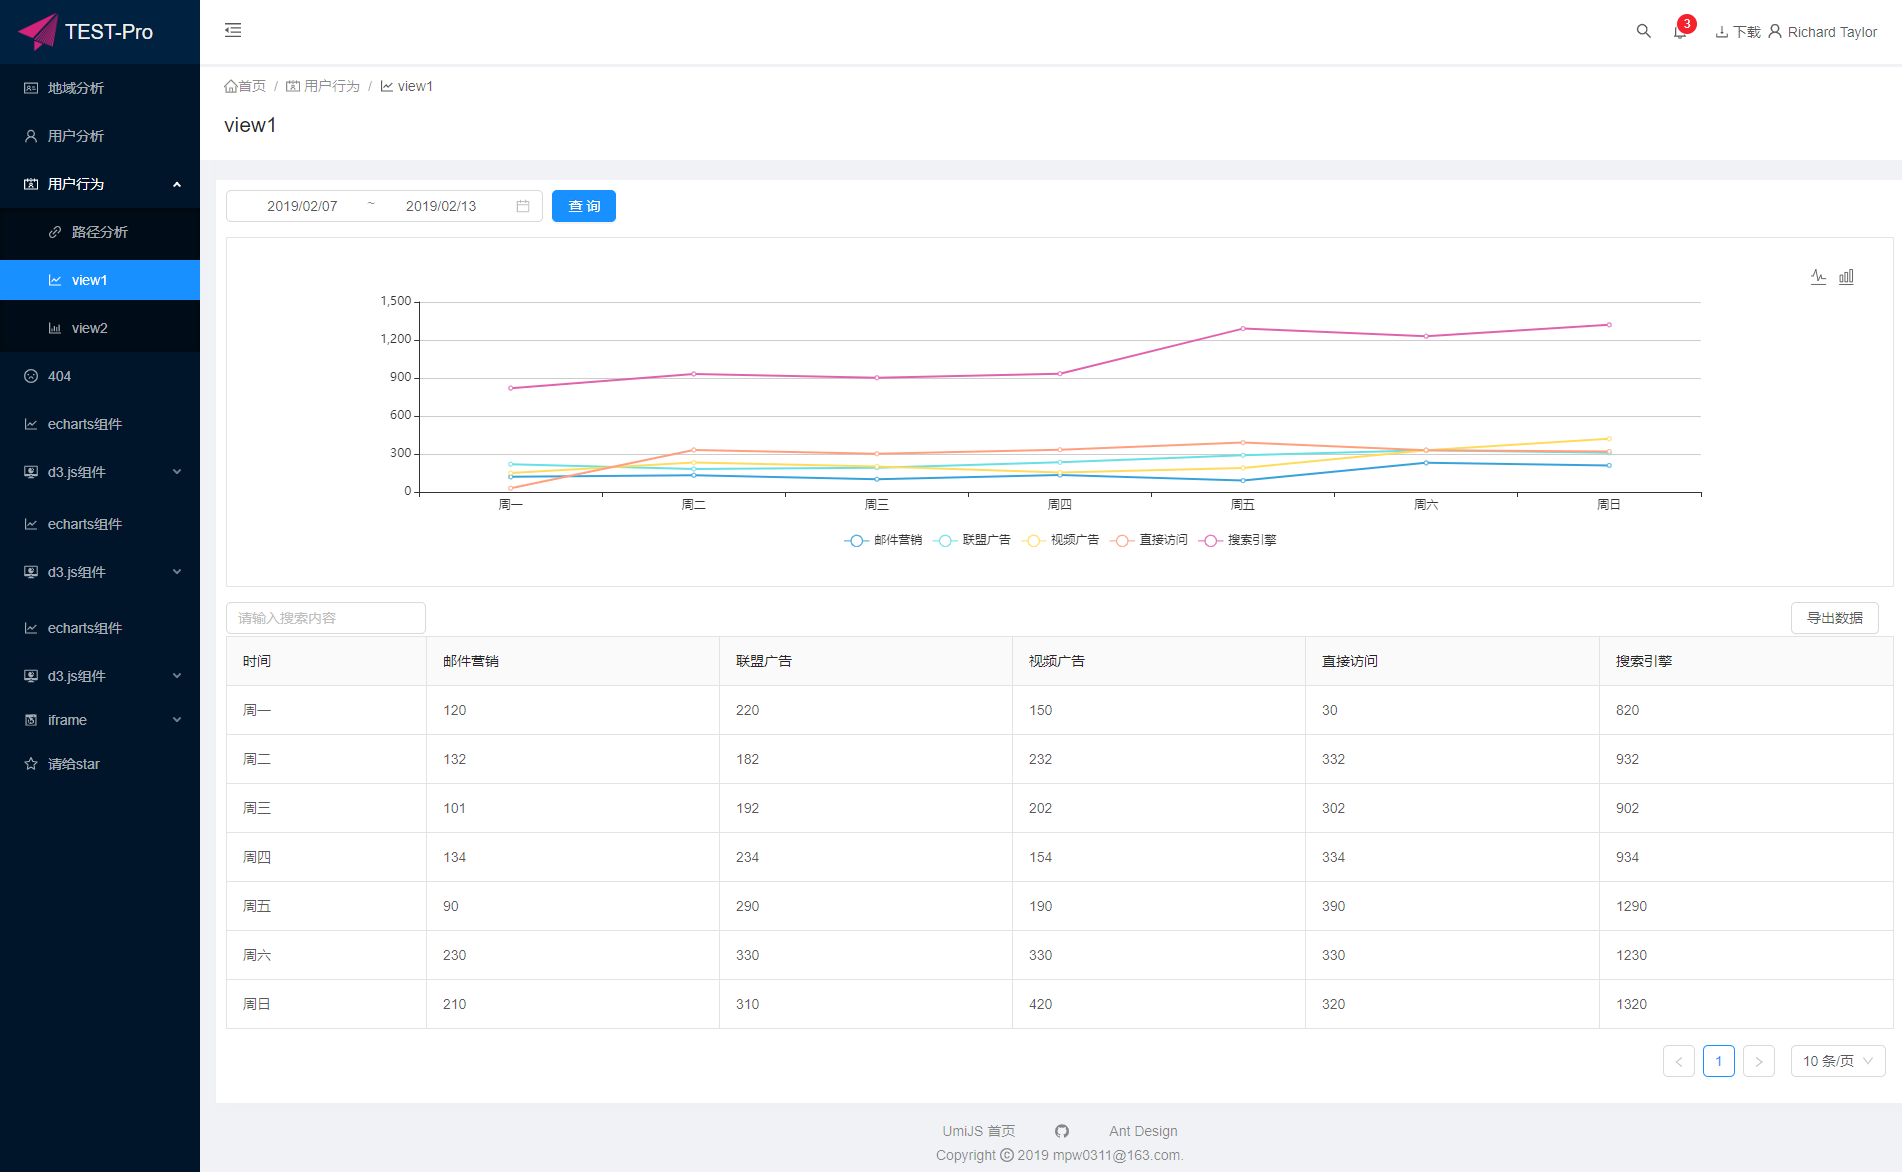 TEST-Pro
地域分析
用户分析
用户行为
路径分析
view1
view2
404
echarts组件
d3.js组件
echarts组件
d3.js组件
echarts组件
d3.js组件
iframe
请给star
3
下载
Richard Taylor
首页 / 用户行为 / view1
view1
2019/02/07 ~ 2019/02/13
查 询
1,500
1,200
900
600
300
0
周一 周二 周三 周四 周五 周六 周日
邮件营销 联盟广告 视频广告 直接访问 搜索引擎
请输入搜索内容
导出数据
时间 邮件营销 联盟广告 视频广告 直接访问 搜索引擎
周一 120 220 150 30 820
周二 132 182 232 332 932
周三 101 192 202 302 902
周四 134 234 154 334 934
周五 90 290 190 390 1290
周六 230 330 330 330 1230
周日 210 310 420 320 1320
< 1 > 10 条/页
UmiJS 首页 Ant Design
Copyright © 2019 mpw0311@163.com.